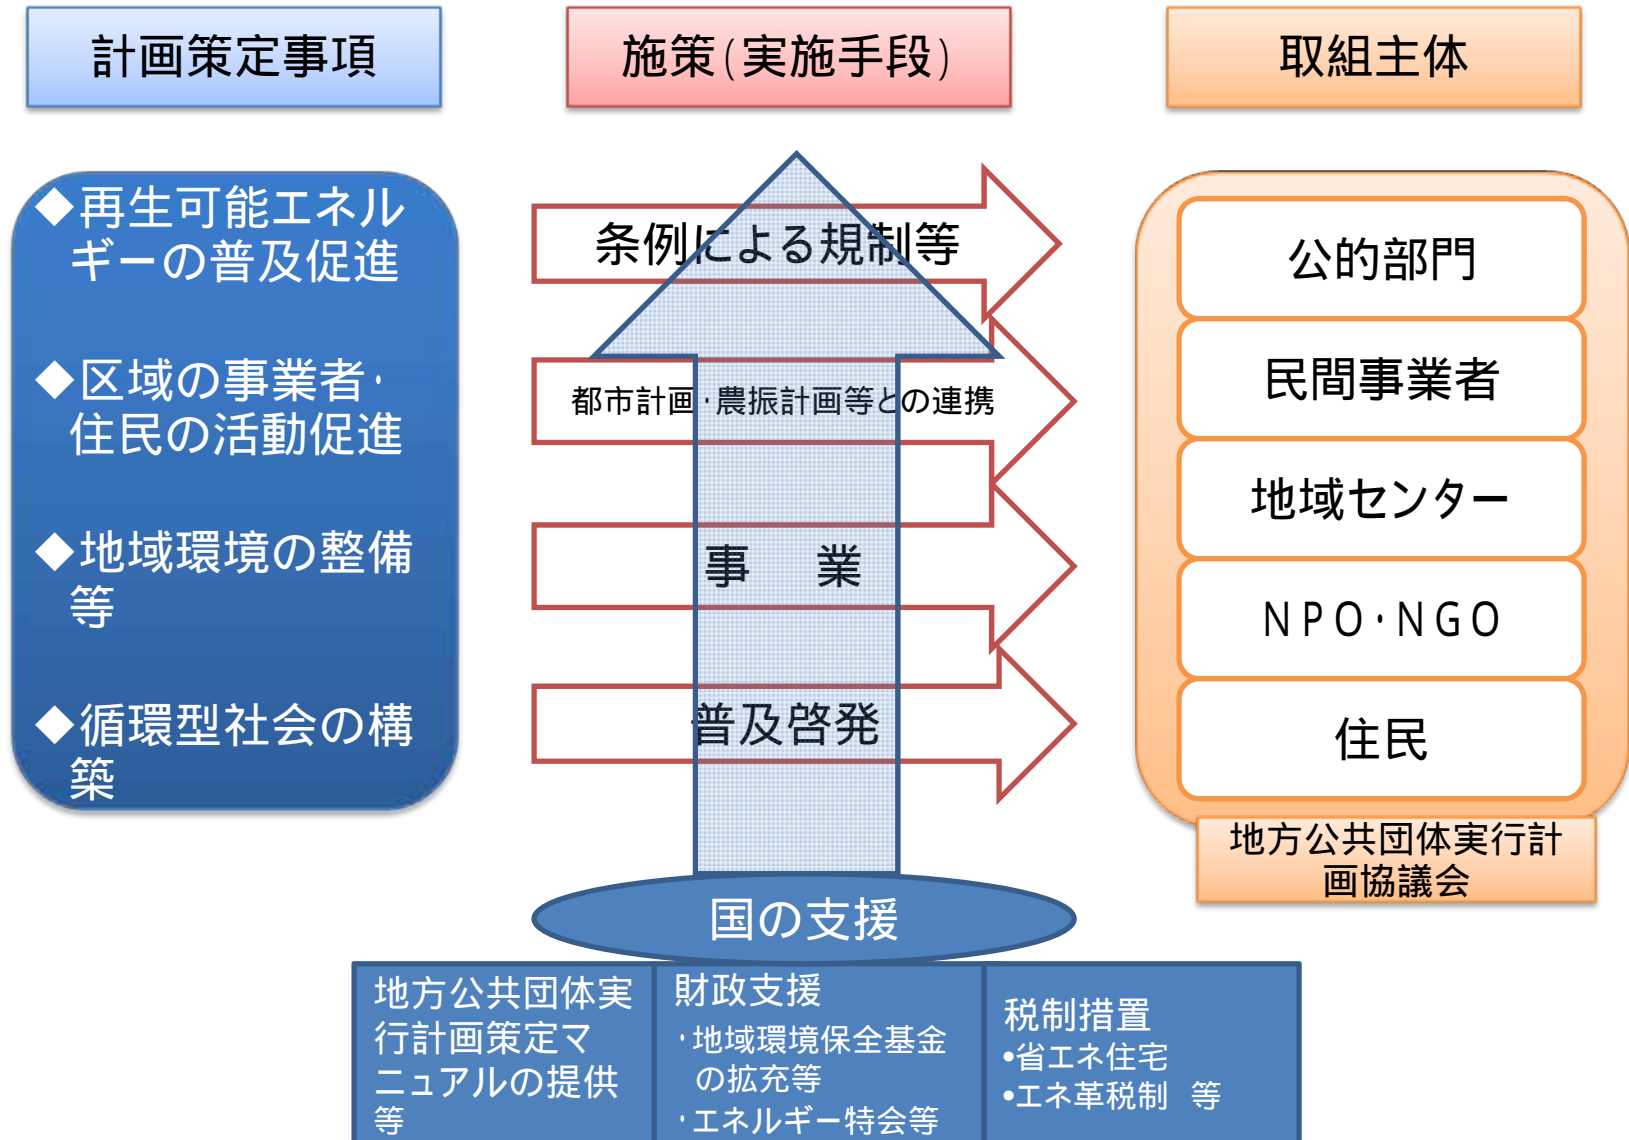 計画策定事項
施策(実施手段)
取組主体
◆再生可能エネル
ギーの普及促進
◆区域の事業者・
住民の活動促進
◆地域環境の整備
等
◆循環型社会の構
築
条例による規制等
都市計画・農振計画等との連携
事　業
普及啓発
公的部門
民間事業者
地域センター
NPO・NGO
住民
地方公共団体実行計
画協議会
国の支援
地方公共団体実
行計画策定マ
ニュアルの提供
等
財政支援
・地域環境保全基金
の拡充等
・エネルギー特会等
税制措置
•省エネ住宅
•エネ革税制　等